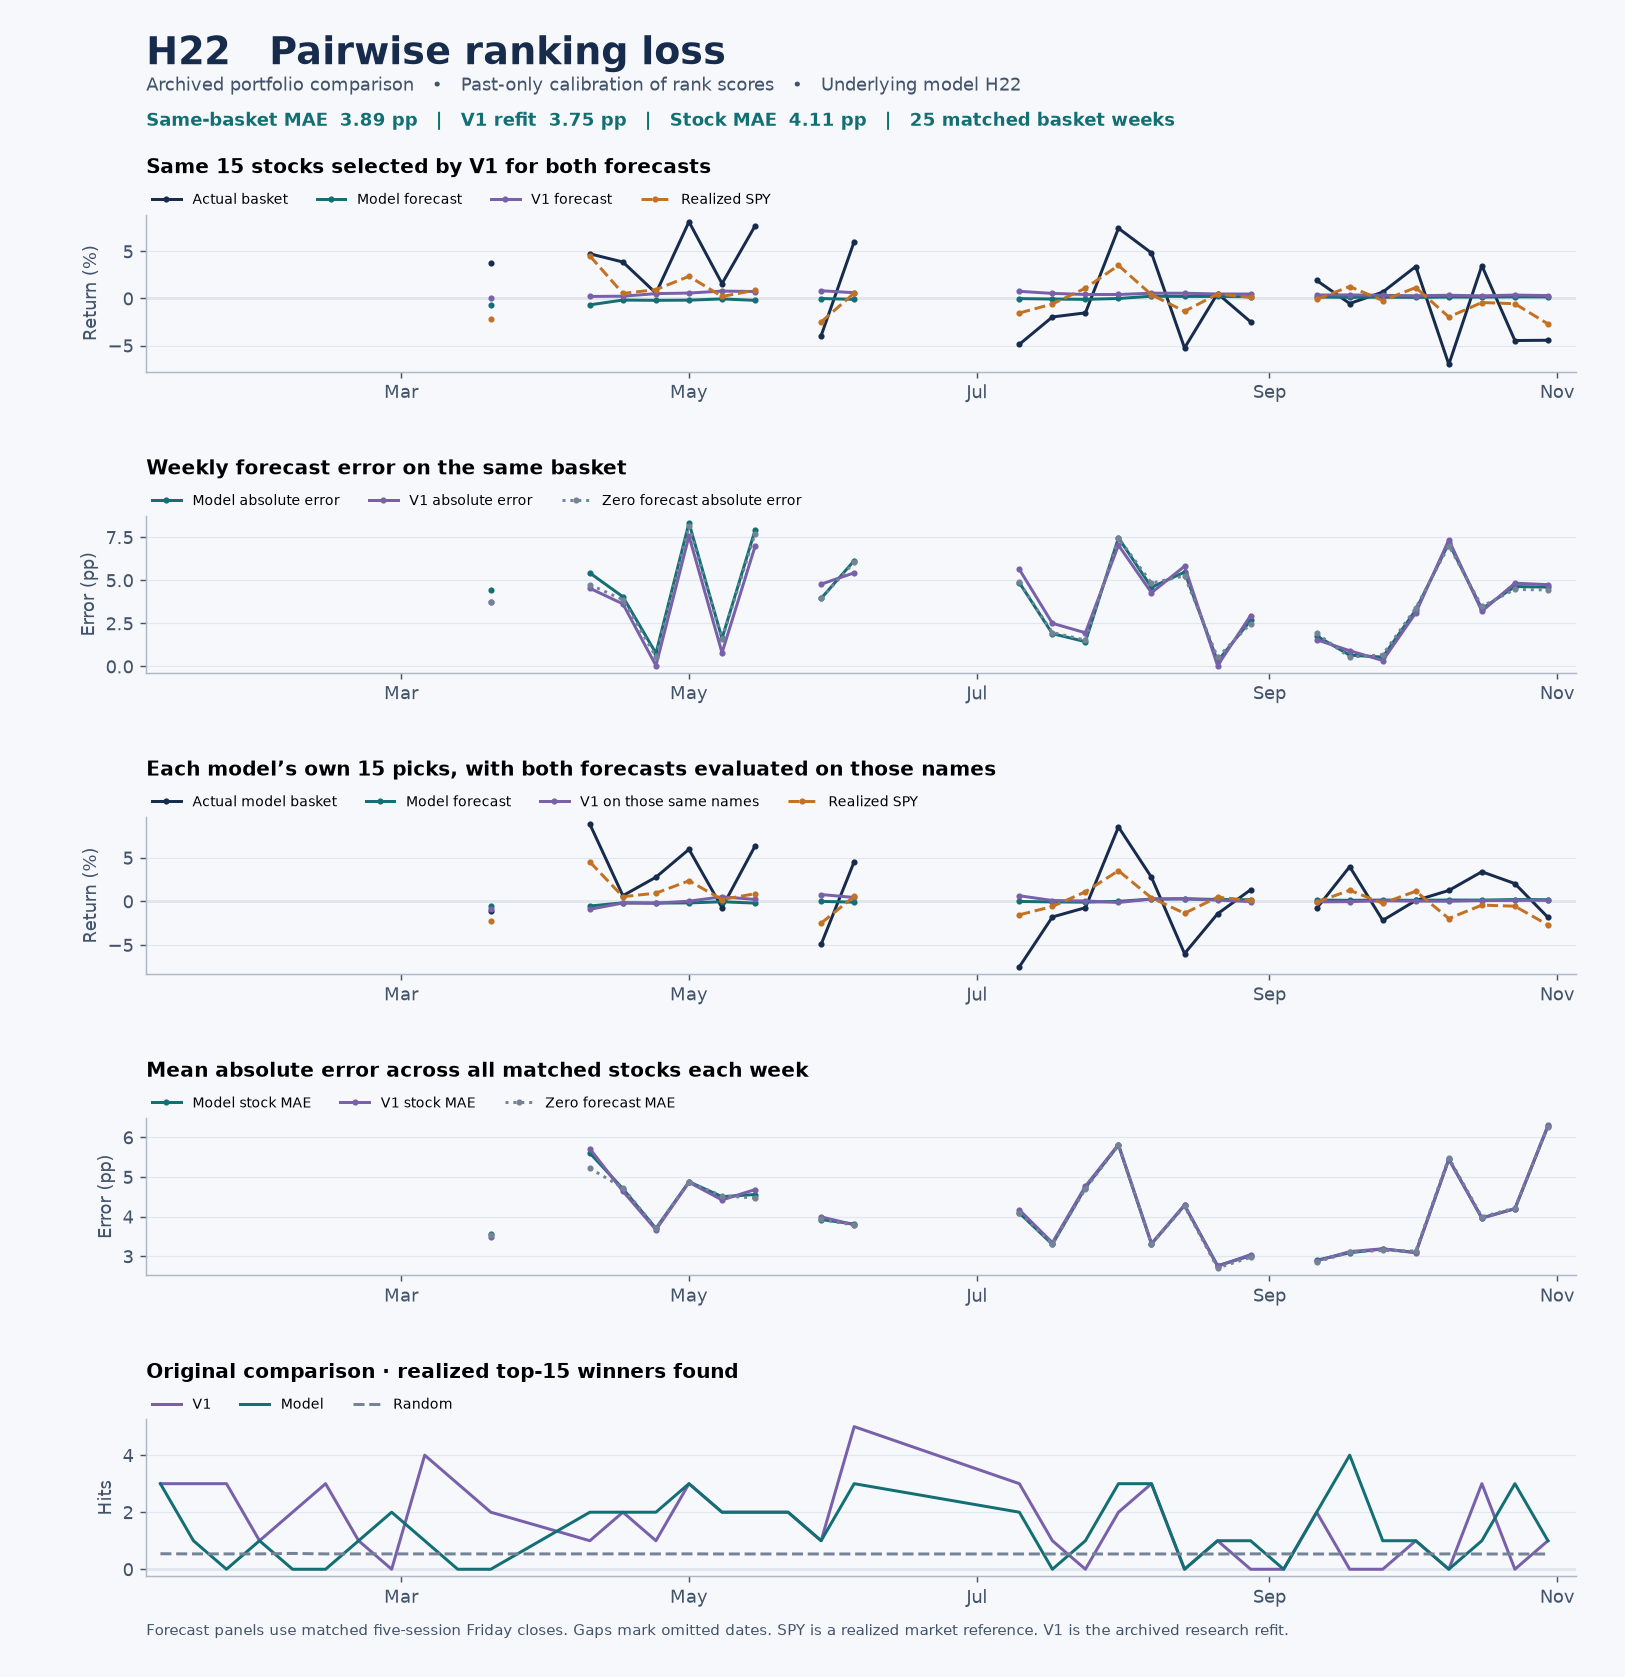 H22   Pairwise ranking loss
Archived portfolio comparison   •   Past-only calibration of rank scores   •   Underlying model H22
Same-basket MAE  3.89 pp   |   V1 refit  3.75 pp   |   Stock MAE  4.11 pp   |   25 matched basket weeks
Same 15 stocks selected by V1 for both forecasts
Actual basket   Model forecast   V1 forecast   Realized SPY
Return (%)
5
0
−5
Mar   May   Jul   Sep   Nov
Weekly forecast error on the same basket
Model absolute error   V1 absolute error   Zero forecast absolute error
Error (pp)
7.5
5.0
2.5
0.0
Mar   May   Jul   Sep   Nov
Each model’s own 15 picks, with both forecasts evaluated on those names
Actual model basket   Model forecast   V1 on those same names   Realized SPY
Return (%)
5
0
−5
Mar   May   Jul   Sep   Nov
Mean absolute error across all matched stocks each week
Model stock MAE   V1 stock MAE   Zero forecast MAE
Error (pp)
6
5
4
3
Mar   May   Jul   Sep   Nov
Original comparison · realized top-15 winners found
V1   Model   Random
Hits
4
2
0
Mar   May   Jul   Sep   Nov
Forecast panels use matched five-session Friday closes. Gaps mark omitted dates. SPY is a realized market reference. V1 is the archived research refit.